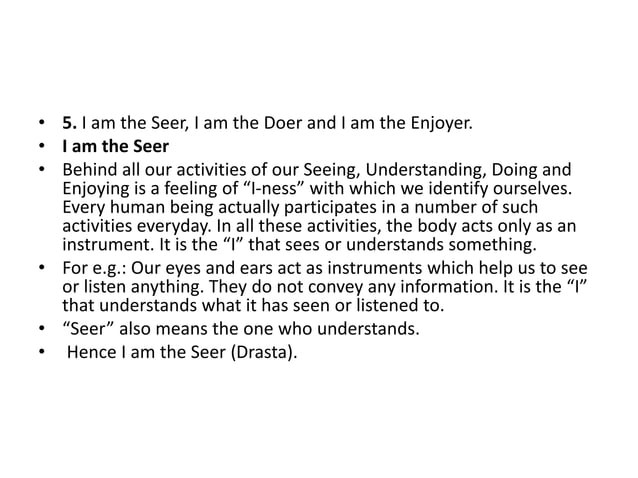 • 5. I am the Seer, I am the Doer and I am the Enjoyer.
• I am the Seer
• Behind all our activities of our Seeing, Understanding, Doing and
Enjoying is a feeling of “I-ness” with which we identify ourselves.
Every human being actually participates in a number of such
activities everyday. In all these activities, the body acts only as an
instrument. It is the “I” that sees or understands something.
• For e.g.: Our eyes and ears act as instruments which help us to see
or listen anything. They do not convey any information. It is the “I”
that understands what it has seen or listened to.
• “Seer” also means the one who understands.
• Hence I am the Seer (Drasta).